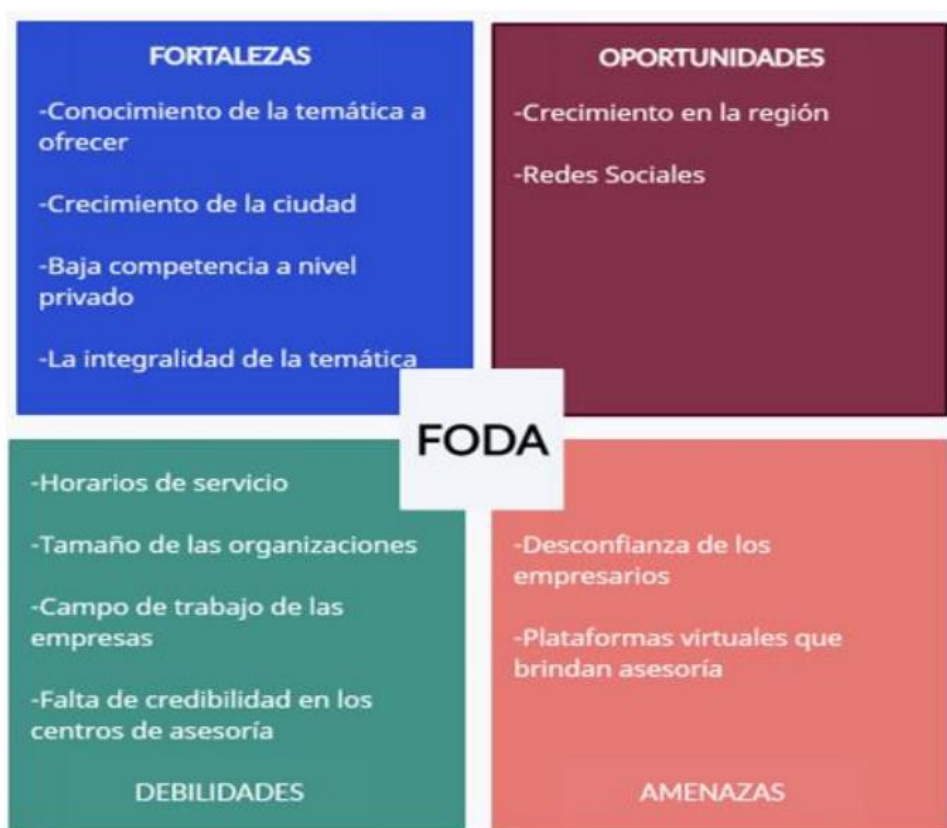 FORTALEZAS
-Conocimiento de la temática a
ofrecer
-Crecimiento de la ciudad
-Baja competencia a nivel
privado
-La integralidad de la temática
OPORTUNIDADES
-Crecimiento en la región
-Redes Sociales
FODA
-Horarios de servicio
-Tamaño de las organizaciones
-Campo de trabajo de las
empresas
-Falta de credibilidad en los
centros de asesoría
DEBILIDADES
-Desconfianza de los
empresarios
-Plataformas virtuales que
brindan asesoría
AMENAZAS